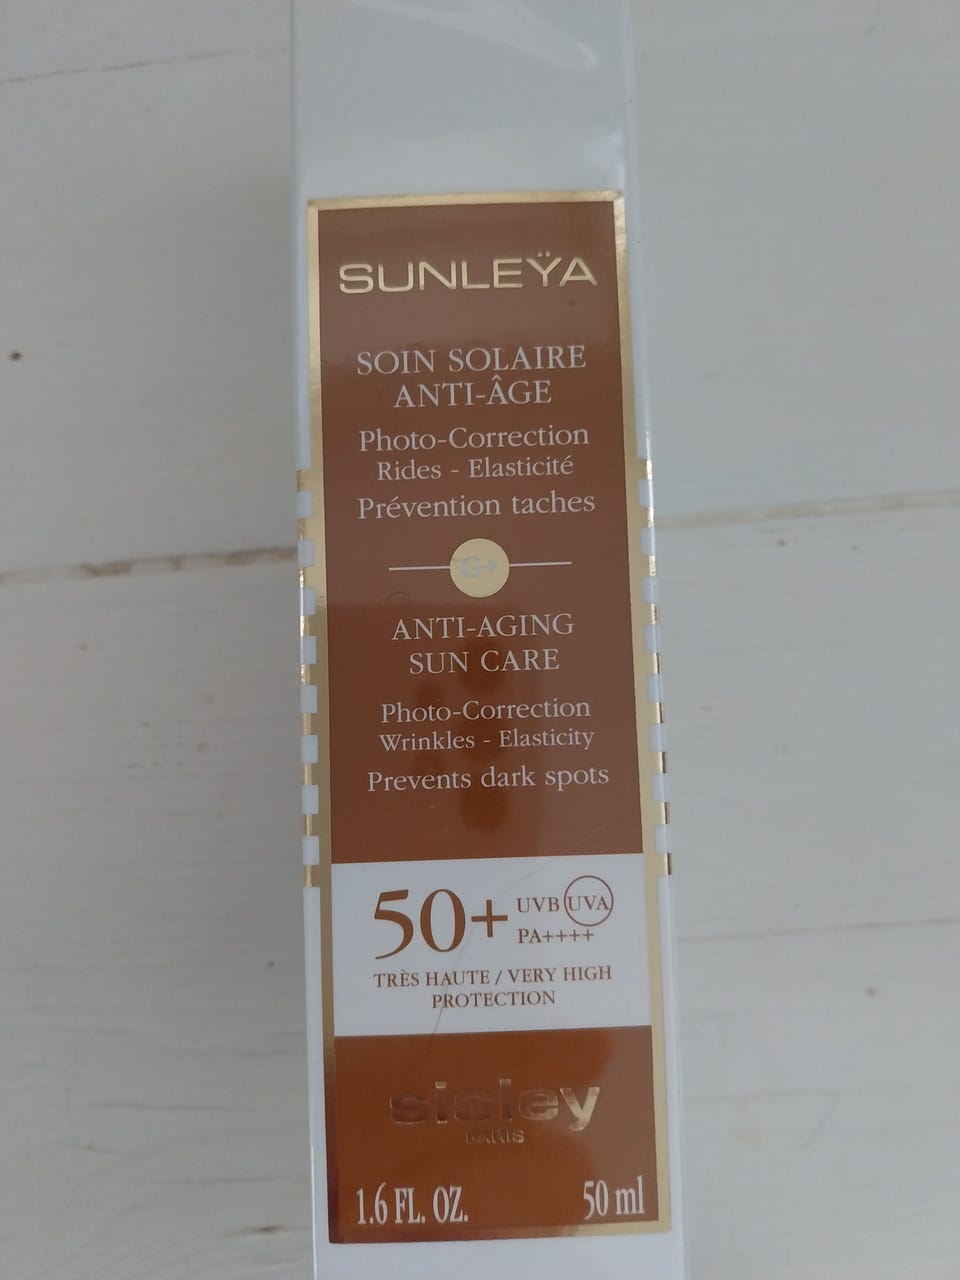 SUNLEŸA
SOIN SOLAIRE
ANTI-ÂGE
Photo-Correction
Rides - Elasticité
Prévention taches
G+
ANTI-AGING
SUN CARE
Photo-Correction
Wrinkles - Elasticity
Prevents dark spots
50+ UVB UVA
PA++++
TRÈS HAUTE / VERY HIGH
PROTECTION
sisley
PARIS
1.6 FL. OZ. 50 ml